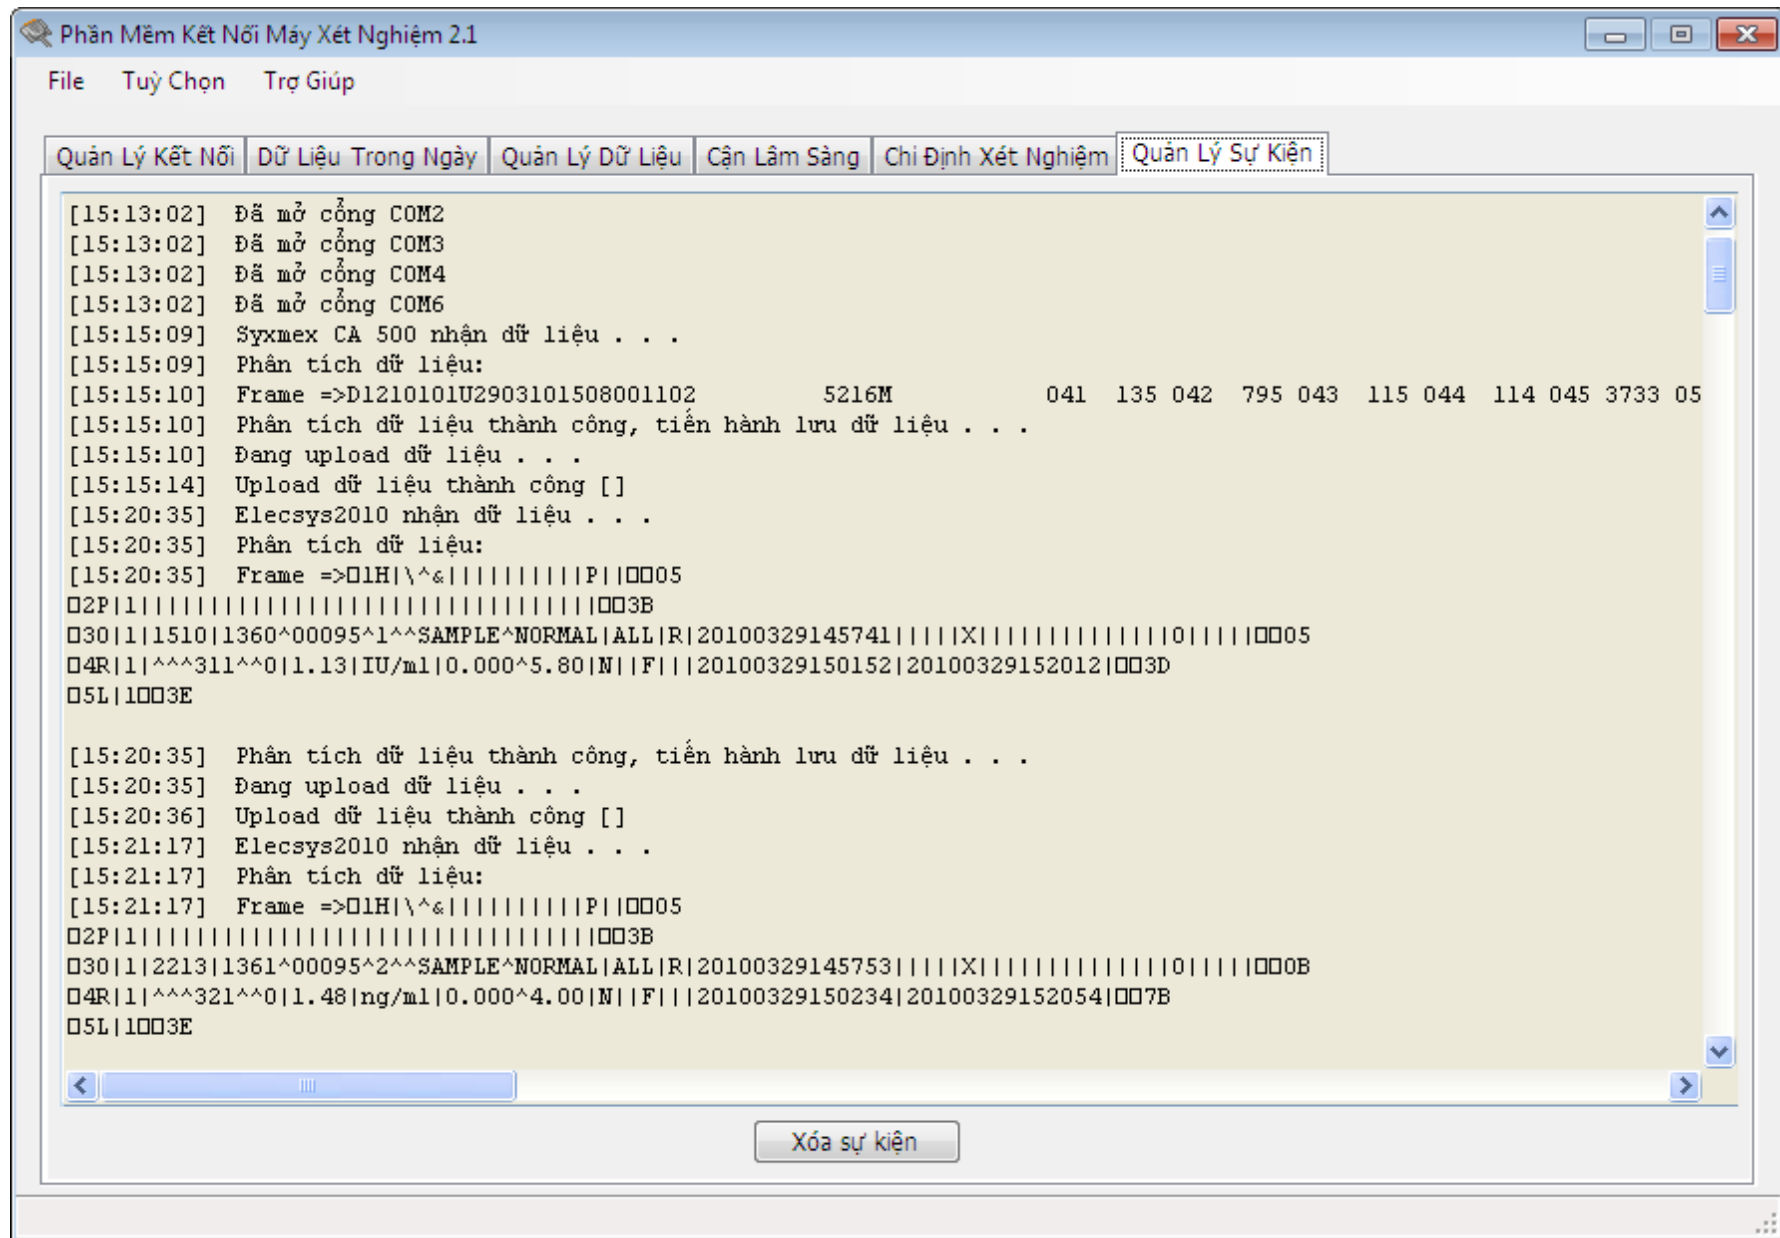 Phần Mềm Kết Nối Máy Xét Nghiệm 2.1
File Tuỳ Chọn Trợ Giúp
Quản Lý Kết Nối Dữ Liệu Trong Ngày Quản Lý Dữ Liệu Cận Lâm Sàng Chỉ Định Xét Nghiệm Quản Lý Sự Kiện
[15:13:02] Đã mở cổng COM2
[15:13:02] Đã mở cổng COM3
[15:13:02] Đã mở cổng COM4
[15:13:02] Đã mở cổng COM6
[15:15:09] Syxmex CA 500 nhận dữ liệu . . .
[15:15:09] Phân tích dữ liệu:
[15:15:10] Frame =>D1210101U2903101508001102 5216M 041 135 042 795 043 115 044 114 045 3733 05
[15:15:10] Phân tích dữ liệu thành công, tiến hành lưu dữ liệu . . .
[15:15:10] Đang upload dữ liệu . . .
[15:15:14] Upload dữ liệu thành công []
[15:20:35] Elecsys2010 nhận dữ liệu . . .
[15:20:35] Phân tích dữ liệu:
[15:20:35] Frame =>□1H|\^&||||||||||P||□□05
□2P|1|||||||||||||||||||||||||||||||||□□3B
□3O|1|1510|1360^00095^1^^SAMPLE^NORMAL|ALL|R|20100329145741|||||X||||||||||||||O|||||□□05
□4R|1|^^^311^^0|1.13|IU/ml|0.000^5.80|N||F|||20100329150152|20100329152012|□□3D
□5L|1□□3E
[15:20:35] Phân tích dữ liệu thành công, tiến hành lưu dữ liệu . . .
[15:20:35] Đang upload dữ liệu . . .
[15:20:36] Upload dữ liệu thành công []
[15:21:17] Elecsys2010 nhận dữ liệu . . .
[15:21:17] Phân tích dữ liệu:
[15:21:17] Frame =>□1H|\^&||||||||||P||□□05
□2P|1|||||||||||||||||||||||||||||||||□□3B
□3O|1|2213|1361^00095^2^^SAMPLE^NORMAL|ALL|R|20100329145753|||||X||||||||||||||O|||||□□0B
□4R|1|^^^321^^0|1.48|ng/ml|0.000^4.00|N||F|||20100329150234|20100329152054|□□7B
□5L|1□□3E
Xóa sự kiện